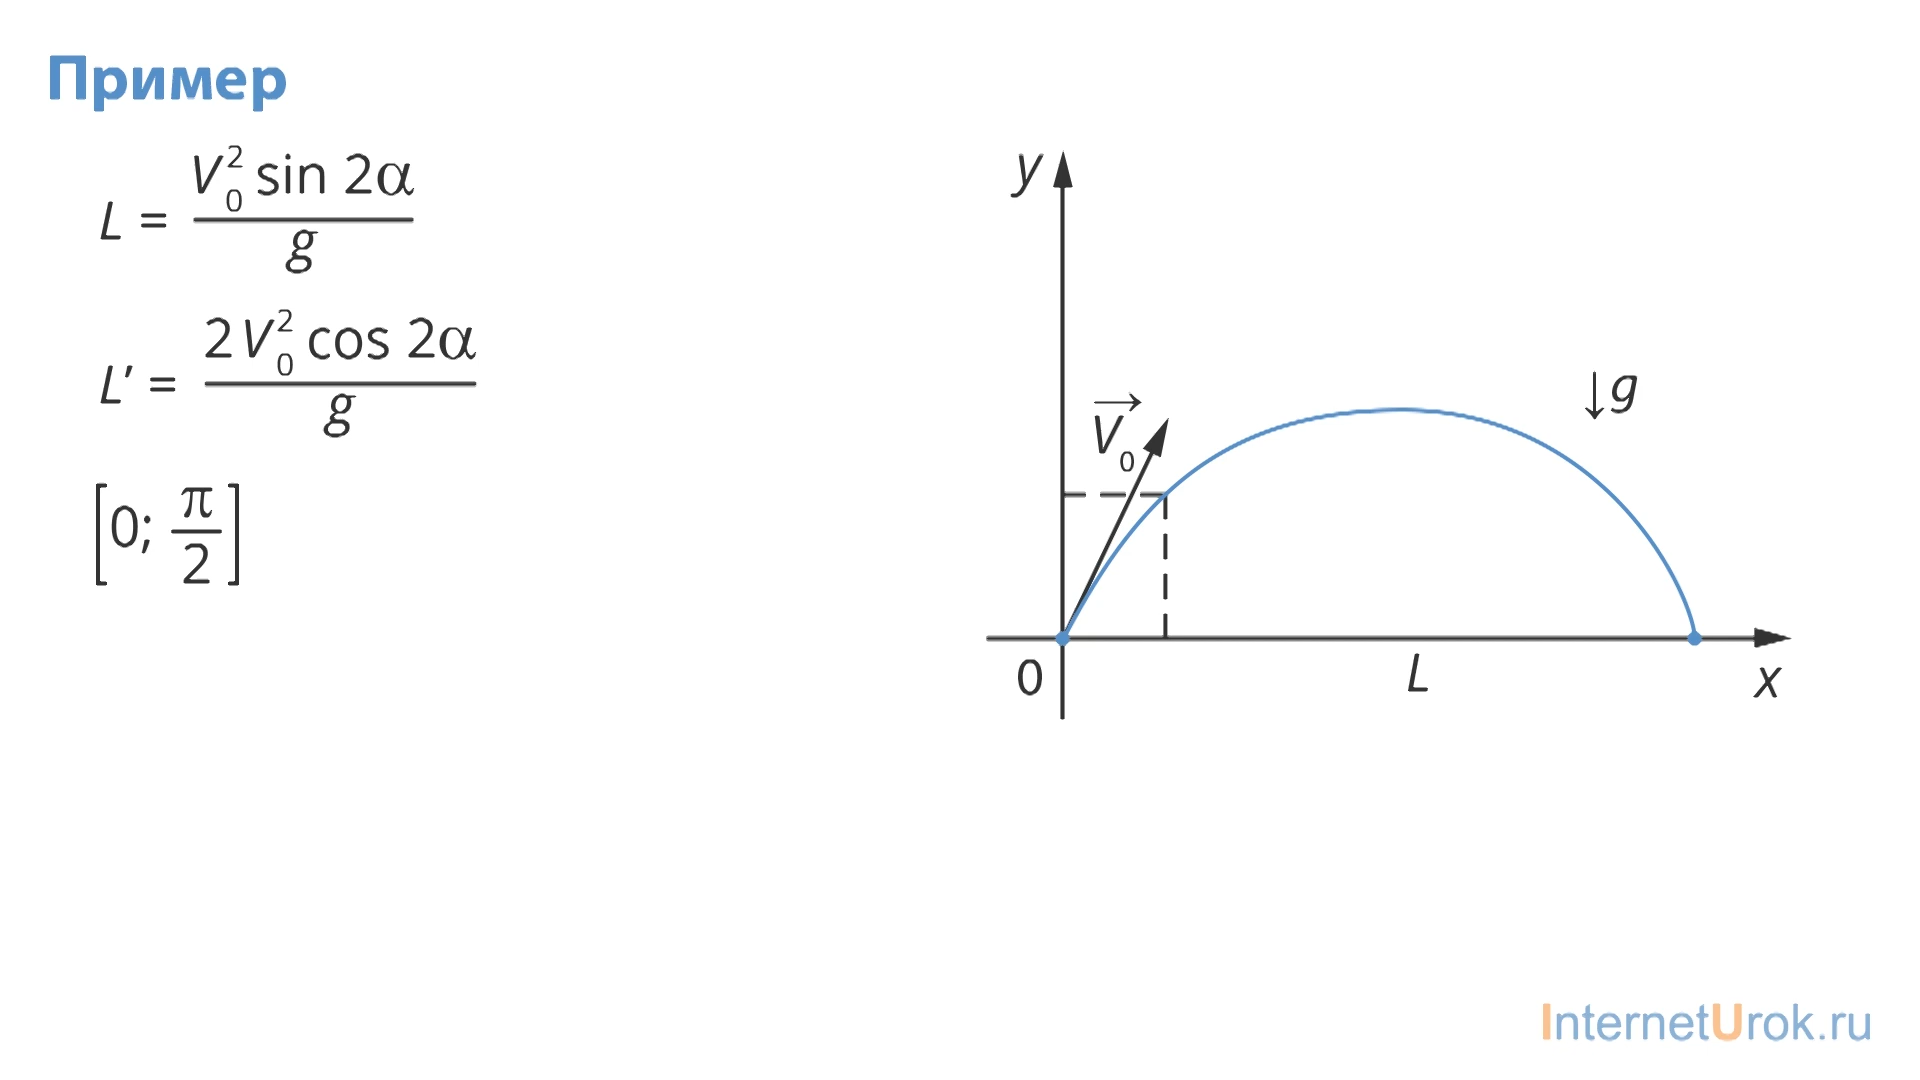 Пример
L = V₀² sin 2α / g
L′ = 2V₀² cos 2α / g
[0; π/2]
y
↓g
V₀
0
L
x
InternetUrok.ru